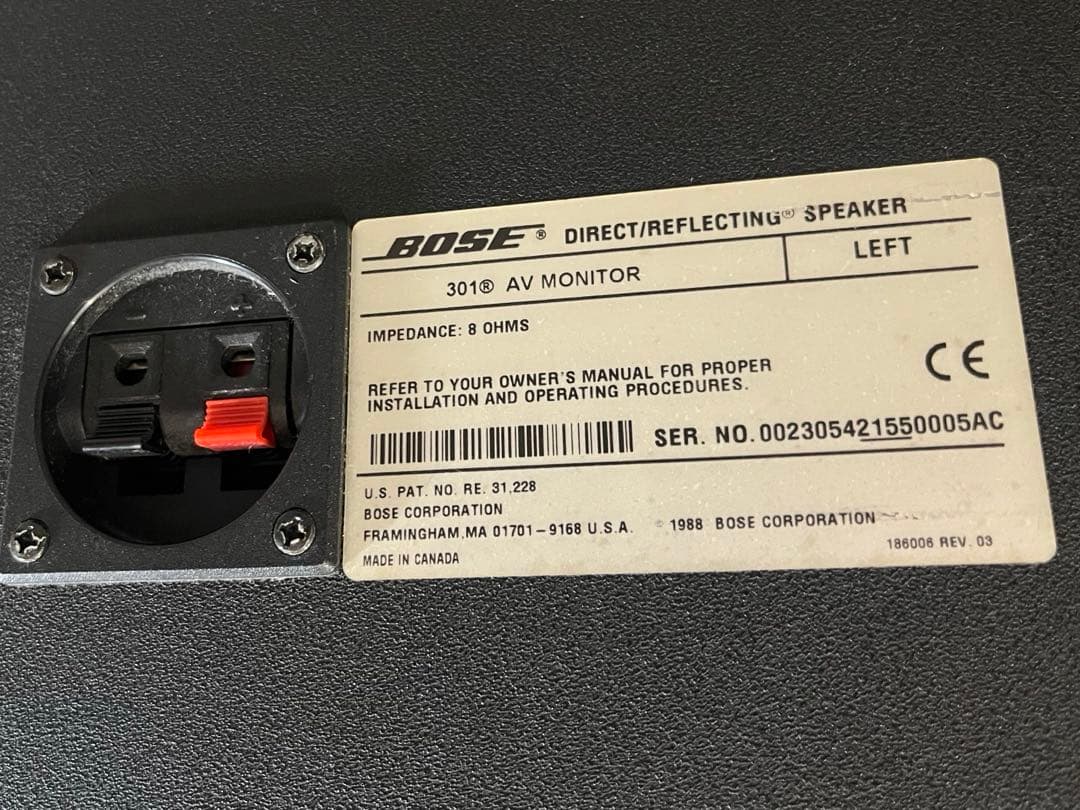 - +
BOSE® DIRECT/REFLECTING® SPEAKER
301® AV MONITOR LEFT
IMPEDANCE: 8 OHMS
CE
REFER TO YOUR OWNER'S MANUAL FOR PROPER
INSTALLATION AND OPERATING PROCEDURES.
SER. NO. 002305421550005AC
U.S. PAT. NO. RE. 31,228
BOSE CORPORATION
FRAMINGHAM, MA 01701-9168 U.S.A. © 1988 BOSE CORPORATION
MADE IN CANADA 186006 REV. 03